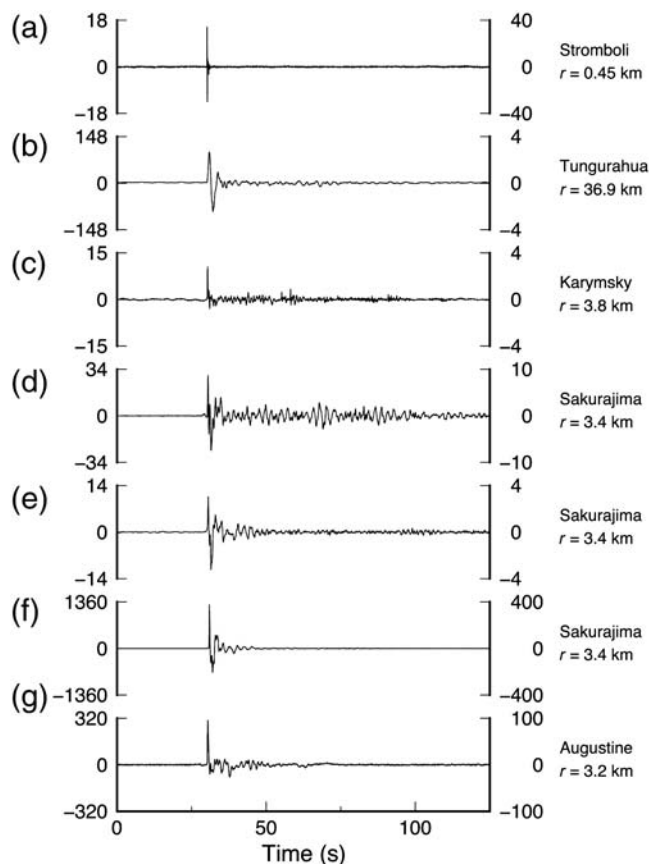 (a)
18
0
−18
40
0
−40
Stromboli
r = 0.45 km
(b)
148
0
−148
4
0
−4
Tungurahua
r = 36.9 km
(c)
15
0
−15
4
0
−4
Karymsky
r = 3.8 km
(d)
34
0
−34
10
0
−10
Sakurajima
r = 3.4 km
(e)
14
0
−14
4
0
−4
Sakurajima
r = 3.4 km
(f)
1360
0
−1360
400
0
−400
Sakurajima
r = 3.4 km
(g)
320
0
−320
100
0
−100
Augustine
r = 3.2 km
0 50 100
Time (s)